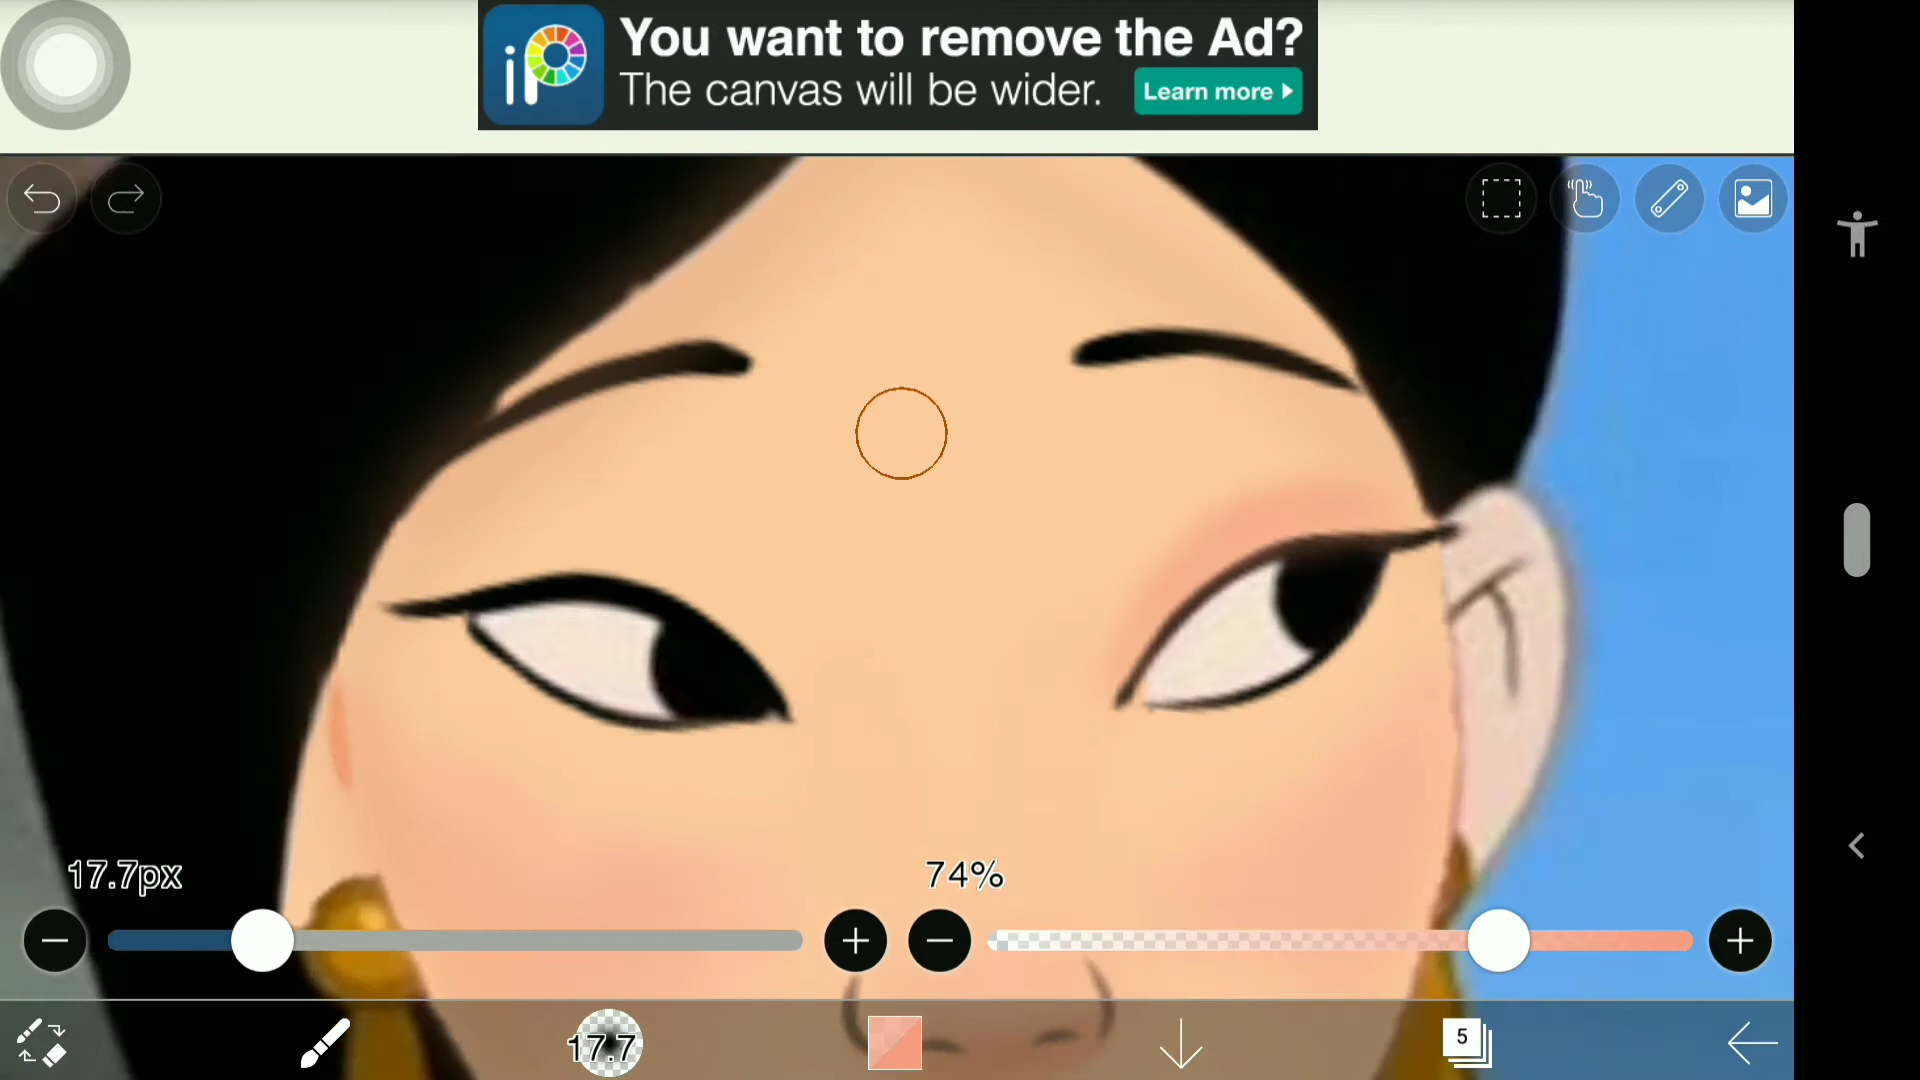 iP
You want to remove the Ad?
The canvas will be wider.
Learn more
17.7px
74%
17.7
5